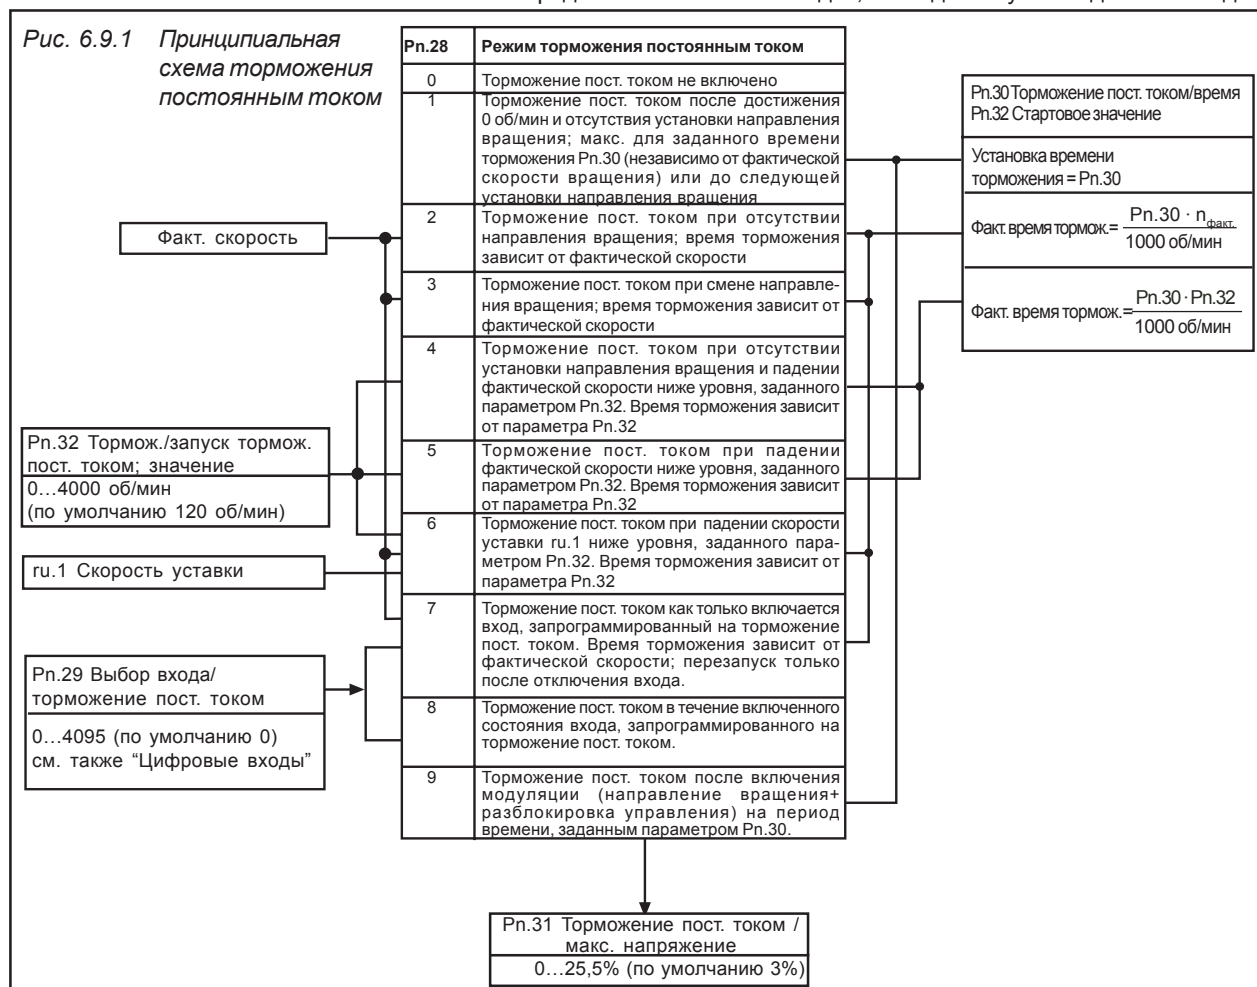 Рис. 6.9.1 Принципиальная
схема торможения
постоянным током
Pn.28 Режим торможения постоянным током
0 Торможение пост. током не включено
1 Торможение пост. током после достижения
0 об/мин и отсутствия установки направления
вращения; макс. для заданного времени
торможения Pn.30 (независимо от фактической
скорости вращения) или до следующей
установки направления вращения
2 Торможение пост. током при отсутствии
направления вращения; время торможения
зависит от фактической скорости
3 Торможение пост. током при смене направле-
ния вращения; время торможения зависит от
фактической скорости
4 Торможение пост. током при отсутствии
установки направления вращения и падении
фактической скорости ниже уровня, заданного
параметром Pn.32. Время торможения зависит
от параметра Pn.32
5 Торможение пост. током при падении
фактической скорости ниже уровня, заданного
параметром Pn.32. Время торможения зависит
от параметра Pn.32
6 Торможение пост. током при падении скорости
уставки ru.1 ниже уровня, заданного пара-
метром Pn.32. Время торможения зависит от
параметра Pn.32
7 Торможение пост. током как только включается
вход, запрограммированный на торможение
пост. током. Время торможения зависит от
фактической скорости; перезапуск только
после отключения входа.
8 Торможение пост. током в течение включенного
состояния входа, запрограммированного на
торможение пост. током.
9 Торможение пост. током после включения
модуляции (направление вращения+
разблокировка управления) на период
времени, заданным параметром Pn.30.
Факт. скорость
Pn.32 Тормож./запуск тормож.
пост. током; значение
0…4000 об/мин
(по умолчанию 120 об/мин)
ru.1 Скорость уставки
Pn.29 Выбор входа/
торможение пост. током
0…4095 (по умолчанию 0)
см. также “Цифровые входы”
Pn.30 Торможение пост. током/время
Pn.32 Стартовое значение
Установка времени
торможения = Pn.30
Факт. время тормож.= Pn.30 · n факт.
1000 об/мин
Факт. время тормож.= Pn.30 · Pn.32
1000 об/мин
Pn.31 Торможение пост. током /
макс. напряжение
0…25,5% (по умолчанию 3%)